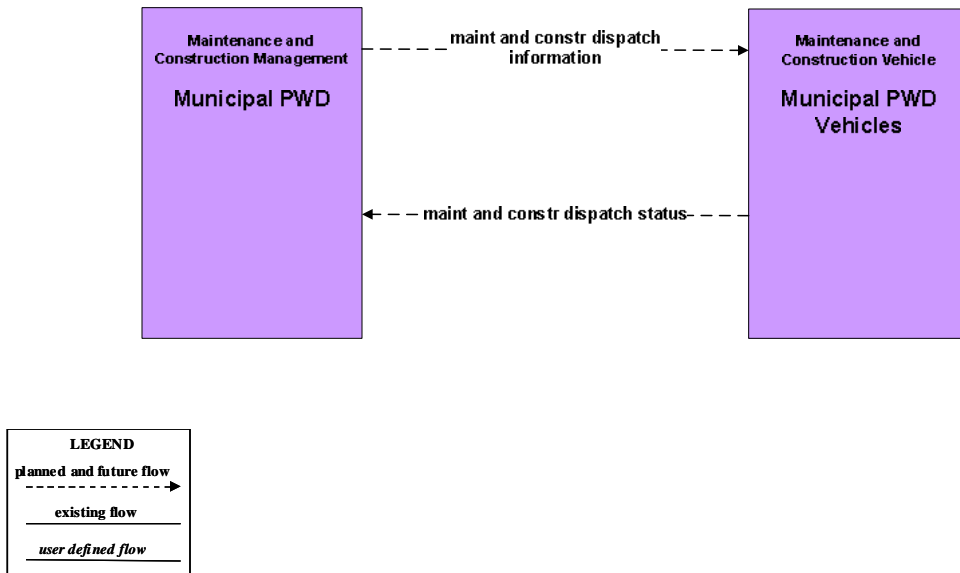 Maintenance and
Construction Management
Municipal PWD
maint and constr dispatch
information
Maintenance and
Construction Vehicle
Municipal PWD
Vehicles
maint and constr dispatch status
LEGEND
planned and future flow
existing flow
user defined flow